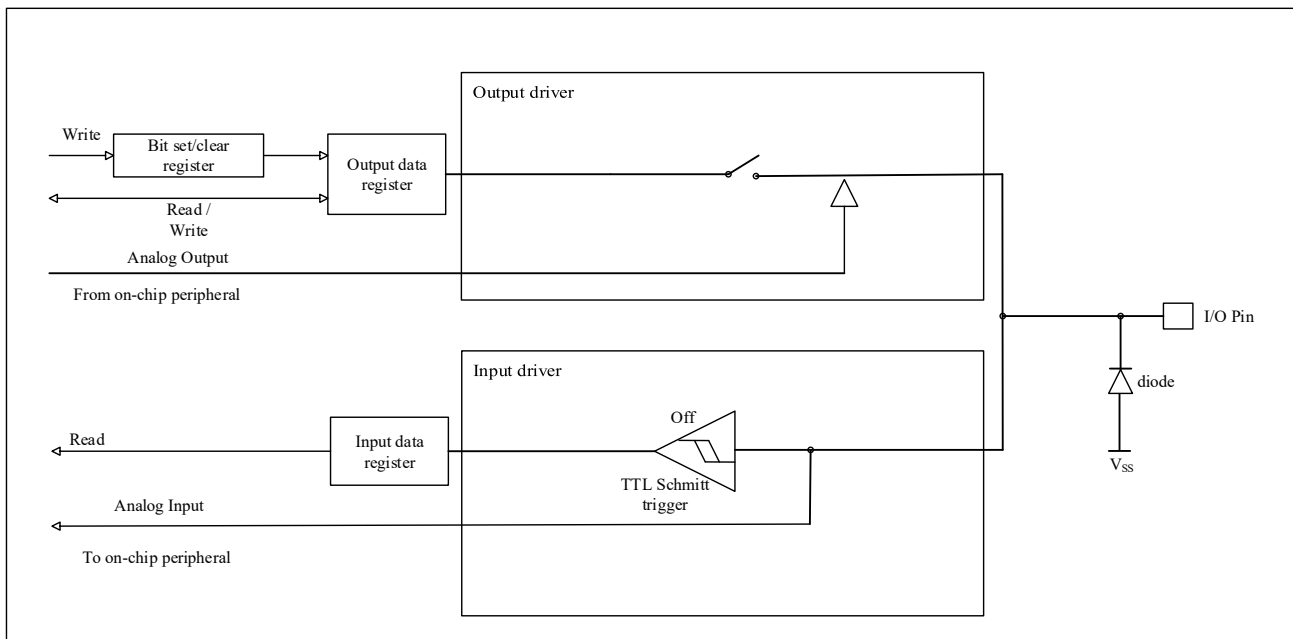 Output driver
Write
Bit set/clear
register
Output data
register
Read /
Write
Analog Output
From on-chip peripheral
I/O Pin
Input driver
diode
Off
Read
Input data
register
TTL Schmitt
trigger
VSS
Analog Input
To on-chip peripheral